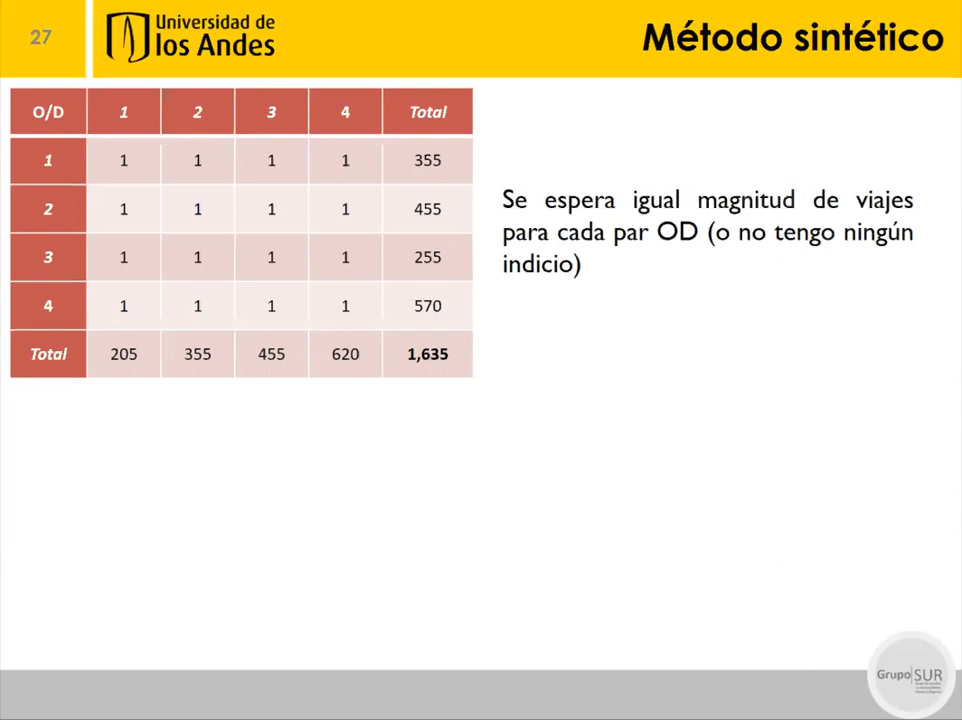 27
Universidad de
los Andes
Método sintético
O/D 1 2 3 4 Total
1 1 1 1 1 355
2 1 1 1 1 455
3 1 1 1 1 255
4 1 1 1 1 570
Total 205 355 455 620 1,635
Se espera igual magnitud de viajes
para cada par OD (o no tengo ningún
indicio)
Grupo|SUR